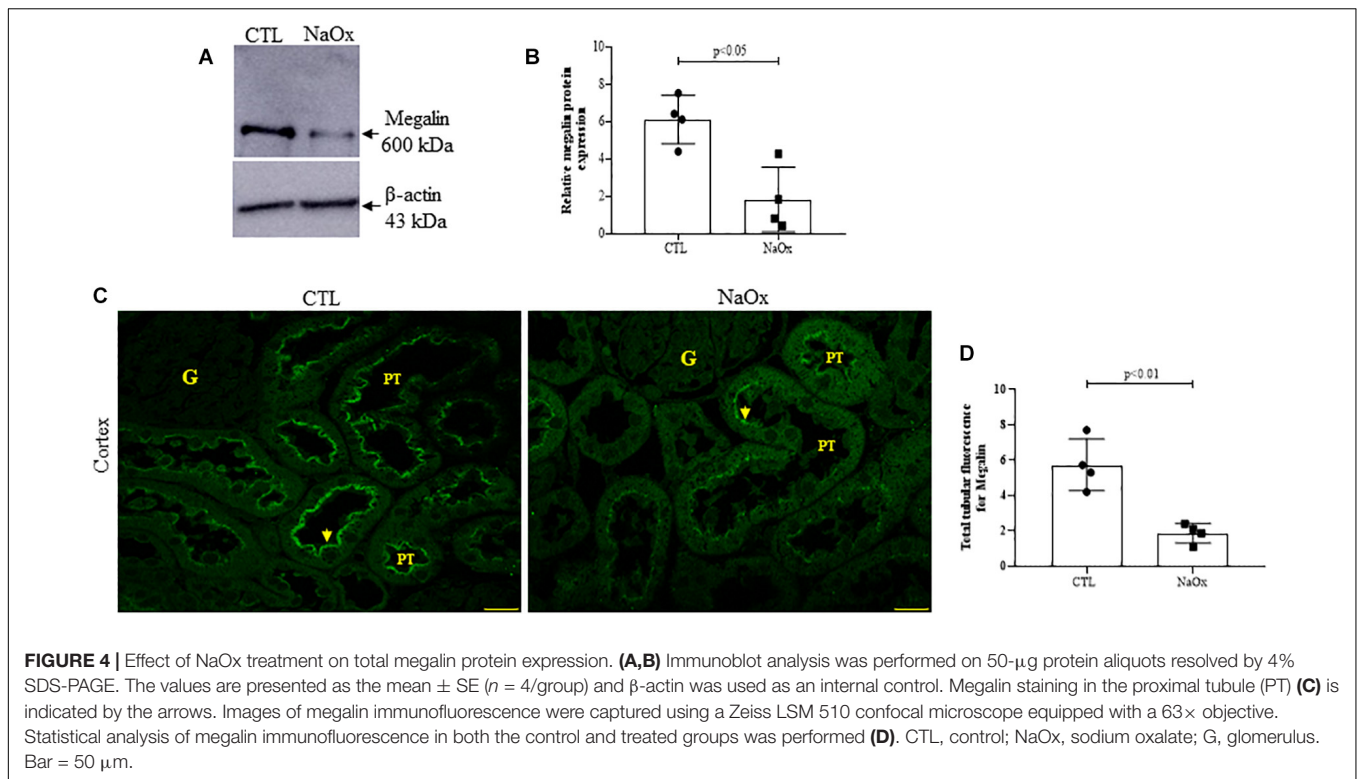 CTL NaOx
A
Megalin
600 kDa
β-actin
43 kDa
B
Relative megalin protein
expression
10
8
6
4
2
0
p<0.05
CTL NaOx
C
CTL NaOx
Cortex
G
PT
PT
G
PT
PT
D
Total tubular fluorescence
for Megalin
10
8
6
4
2
0
p<0.01
CTL NaOx
FIGURE 4 | Effect of NaOx treatment on total megalin protein expression. (A,B) Immunoblot analysis was performed on 50-μg protein aliquots resolved by 4%
SDS-PAGE. The values are presented as the mean ± SE (n = 4/group) and β-actin was used as an internal control. Megalin staining in the proximal tubule (PT) (C) is
indicated by the arrows. Images of megalin immunofluorescence were captured using a Zeiss LSM 510 confocal microscope equipped with a 63× objective.
Statistical analysis of megalin immunofluorescence in both the control and treated groups was performed (D). CTL, control; NaOx, sodium oxalate; G, glomerulus.
Bar = 50 μm.